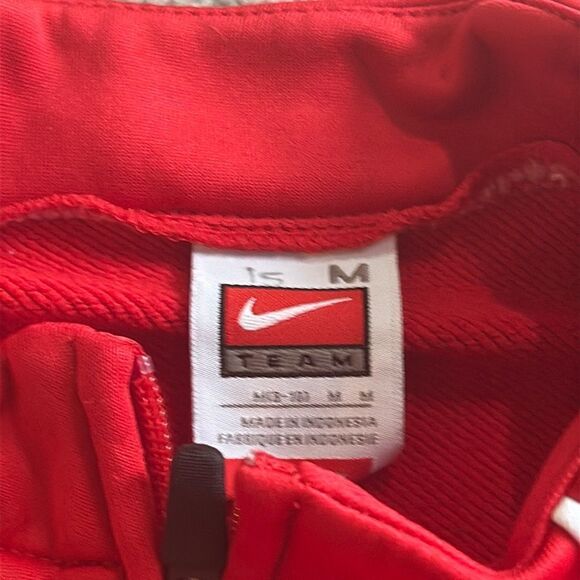 M
TEAM
M M
MADE IN INDONESIA
FABRIQUE EN INDONESIE